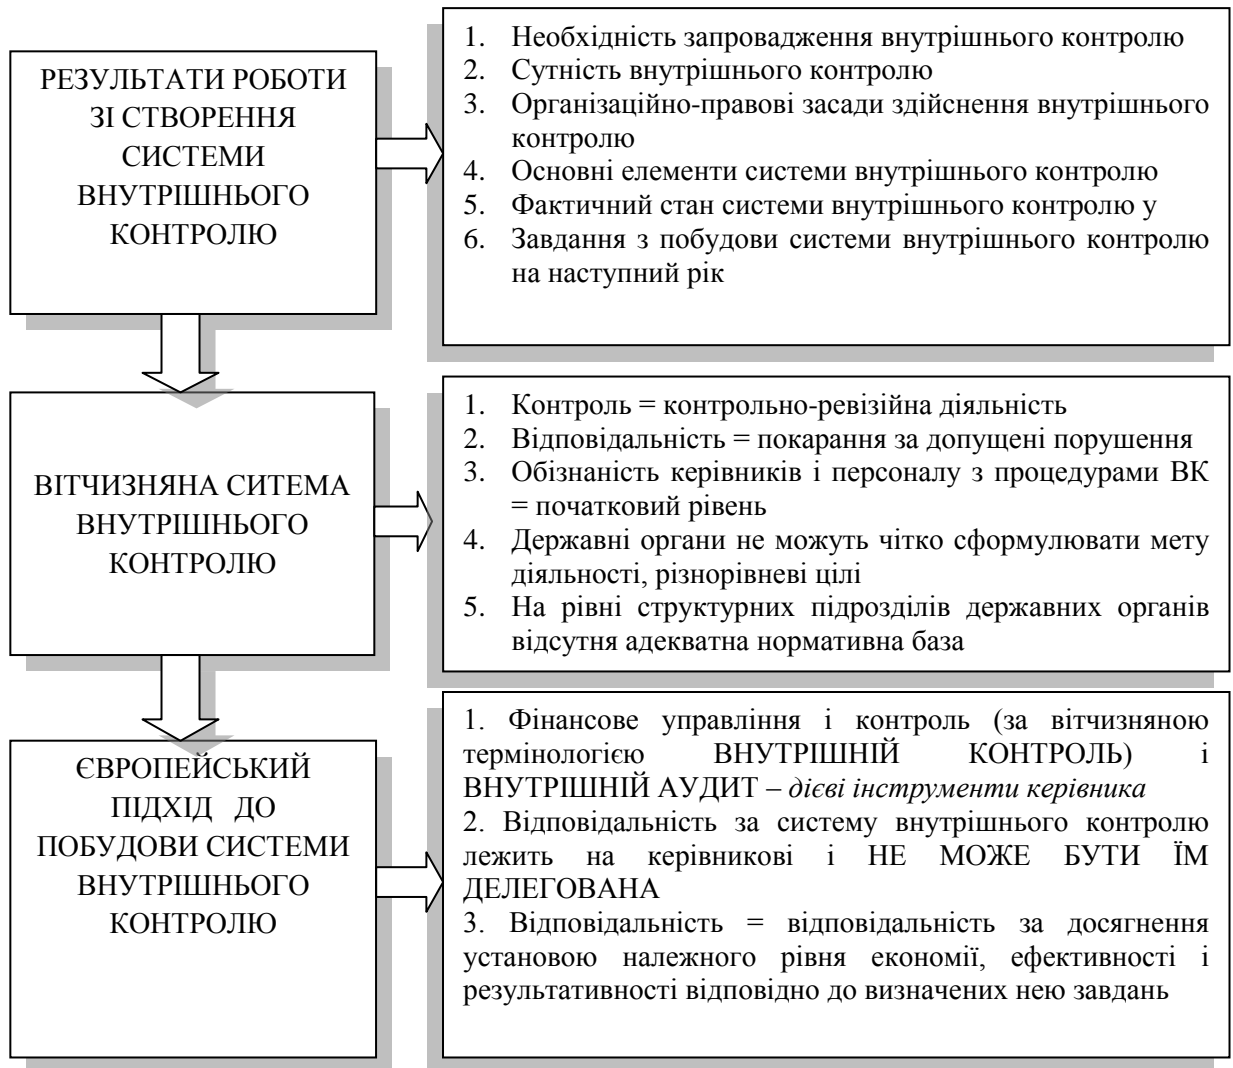 РЕЗУЛЬТАТИ РОБОТИ
ЗІ СТВОРЕННЯ
СИСТЕМИ
ВНУТРІШНЬОГО
КОНТРОЛЮ
1. Необхідність запровадження внутрішнього контролю
2. Сутність внутрішнього контролю
3. Організаційно-правові засади здійснення внутрішнього
контролю
4. Основні елементи системи внутрішнього контролю
5. Фактичний стан системи внутрішнього контролю у
6. Завдання з побудови системи внутрішнього контролю
на наступний рік
ВІТЧИЗНЯНА СИТЕМА
ВНУТРІШНЬОГО
КОНТРОЛЮ
1. Контроль = контрольно-ревізійна діяльність
2. Відповідальність = покарання за допущені порушення
3. Обізнаність керівників і персоналу з процедурами ВК
= початковий рівень
4. Державні органи не можуть чітко сформулювати мету
діяльності, різнорівневі цілі
5. На рівні структурних підрозділів державних органів
відсутня адекватна нормативна база
ЄВРОПЕЙСЬКИЙ
ПІДХІД ДО
ПОБУДОВИ СИСТЕМИ
ВНУТРІШНЬОГО
КОНТРОЛЮ
1. Фінансове управління і контроль (за вітчизняною
термінологією ВНУТРІШНІЙ КОНТРОЛЬ) і
ВНУТРІШНІЙ АУДИТ – дієві інструменти керівника
2. Відповідальність за систему внутрішнього контролю
лежить на керівникові і НЕ МОЖЕ БУТИ ЇМ
ДЕЛЕГОВАНА
3. Відповідальність = відповідальність за досягнення
установою належного рівня економії, ефективності і
результативності відповідно до визначених нею завдань